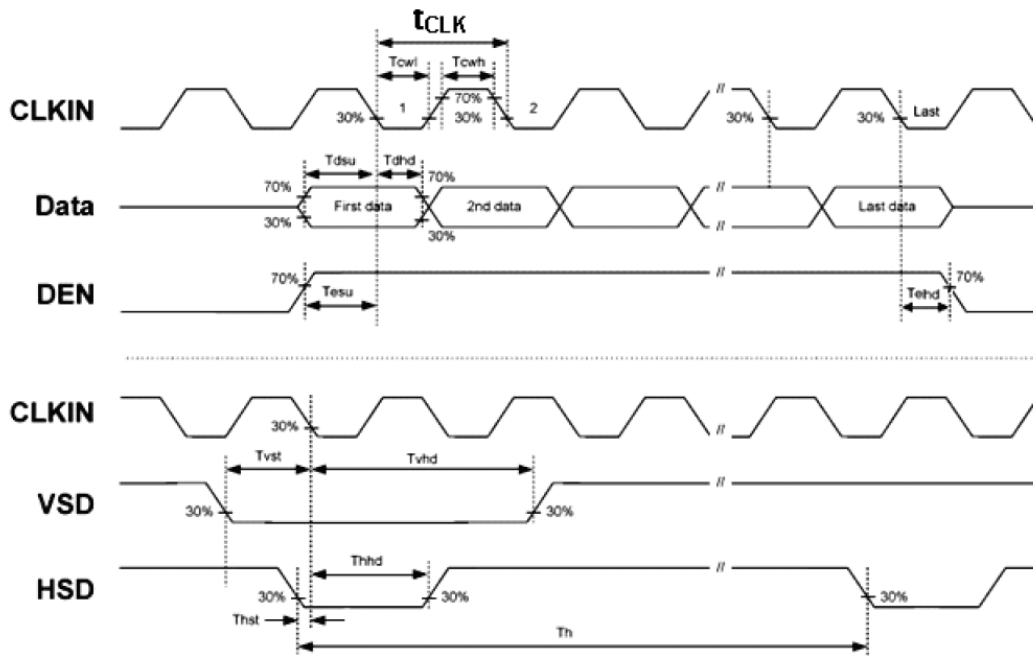 tCLK
Tcwl Tcwh
CLKIN 30% 1 70% 30% 2 // 30% 30% Last
Tdsu Tdhd
70% 70%
Data First data 2nd data Last data
30% 30%
//
DEN 70% Tesu // Tehd 70%
CLKIN 30% //
Tvst Tvhd
VSD 30% 30% //
Thhd
HSD 30% 30% // 30%
Thst
Th